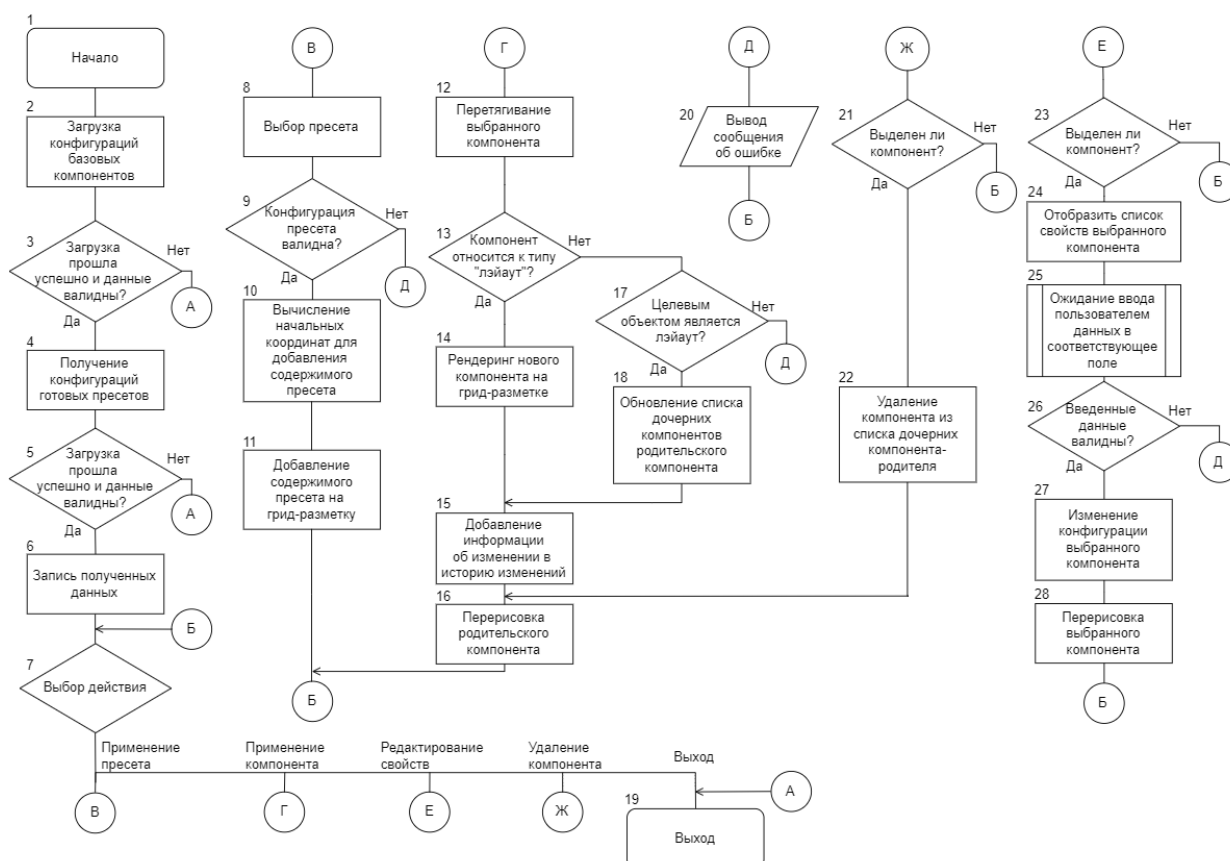 1
Начало
2
Загрузка
конфигураций
базовых
компонентов
3
Загрузка
прошла
успешно и данные
валидны?
Нет
А
Да
4
Получение
конфигураций
готовых пресетов
5
Загрузка
прошла
успешно и данные
валидны?
Нет
А
Да
6
Запись полученных
данных
Б
7
Выбор действия
Применение
пресета
Применение
компонента
Редактирование
свойств
Удаление
компонента
Выход
В
Г
Е
Ж
А
19
Выход
В
8
Выбор пресета
9
Конфигурация
пресета
валидна?
Нет
Д
Да
10
Вычисление
начальных
координат для
добавления
содержимого
пресета
11
Добавление
содержимого
пресета на
грид-разметку
Б
Г
12
Перетягивание
выбранного
компонента
13
Компонент
относится к типу
"лэйаут"?
Нет
Да
14
Рендеринг нового
компонента на
грид-разметке
15
Добавление
информации
об изменении в
историю изменений
16
Перерисовка
родительского
компонента
17
Целевым
объектом является
лэйаут?
Нет
Д
Да
18
Обновление списка
дочерних
компонентов
родительского
компонента
Д
20
Вывод
сообщения
об ошибке
Б
Ж
21
Выделен ли
компонент?
Нет
Б
Да
22
Удаление
компонента из
списка дочерних
компонента-
родителя
Е
23
Выделен ли
компонент?
Нет
Б
Да
24
Отобразить список
свойств выбранного
компонента
25
Ожидание ввода
пользователем
данных в
соответствующее
поле
26
Введенные
данные
валидны?
Нет
Д
Да
27
Изменение
конфигурации
выбранного
компонента
28
Перерисовка
выбранного
компонента
Б